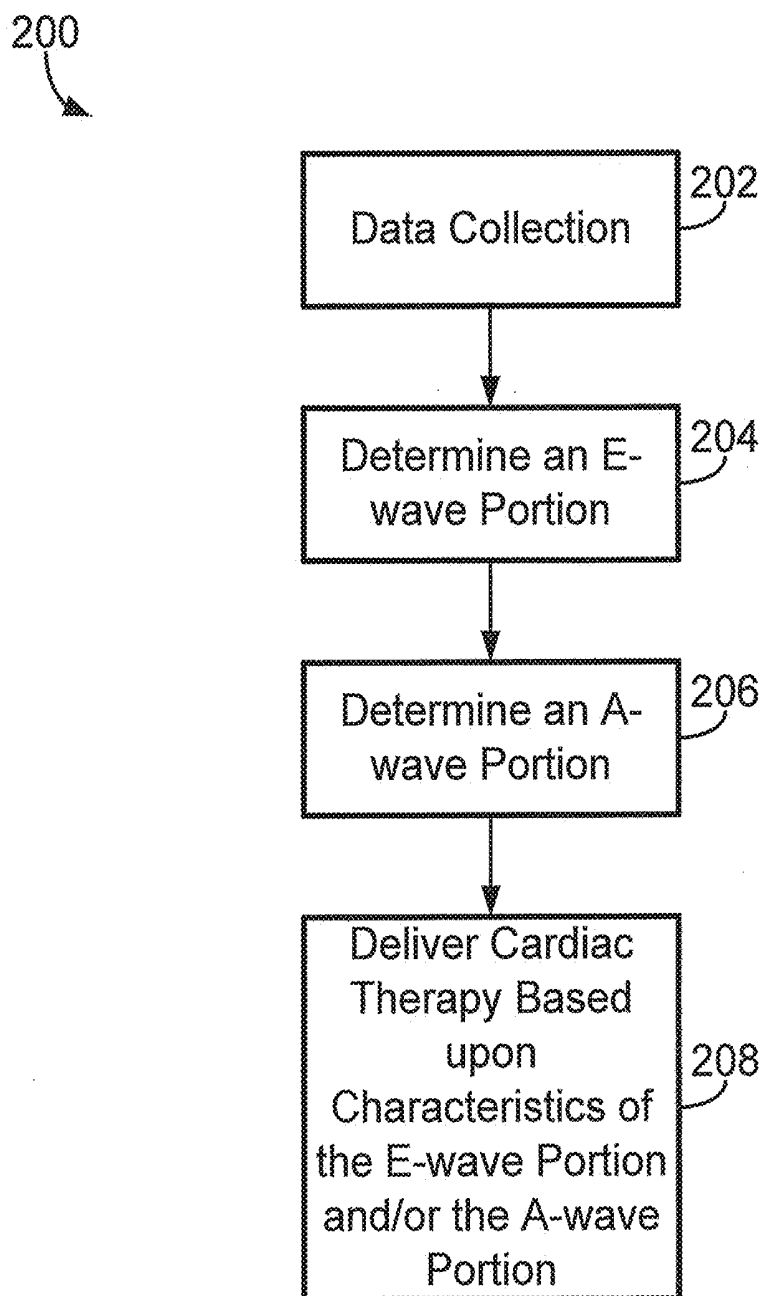 200
202
Data Collection
204
Determine an E-
wave Portion
206
Determine an A-
wave Portion
Deliver Cardiac
Therapy Based
upon
208
Characteristics of
the E-wave Portion
and/or the A-wave
Portion